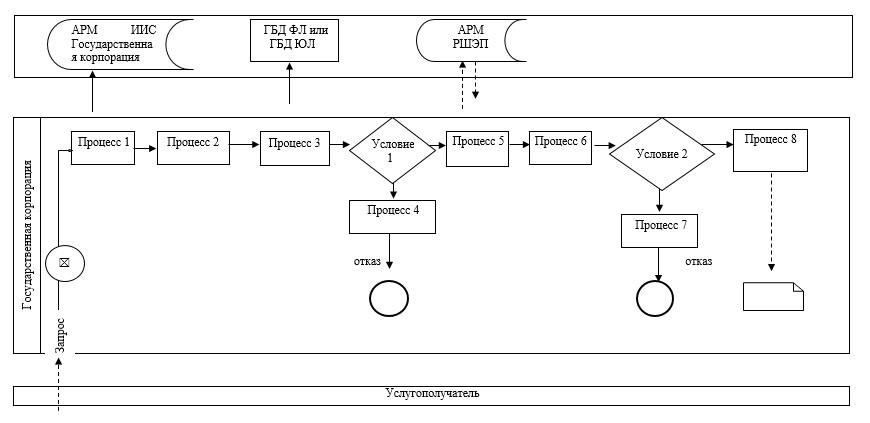 АРМ ИИС
Государственна
я корпорация
ГБД ФЛ или
ГБД ЮЛ
АРМ
РШЭП
Государственная корпорация
Процесс 1
Процесс 2
Процесс 3
Условие
1
Процесс 5
Процесс 6
Условие 2
Процесс 8
Процесс 4
Процесс 7
отказ
отказ
Запрос
Услугополучатель